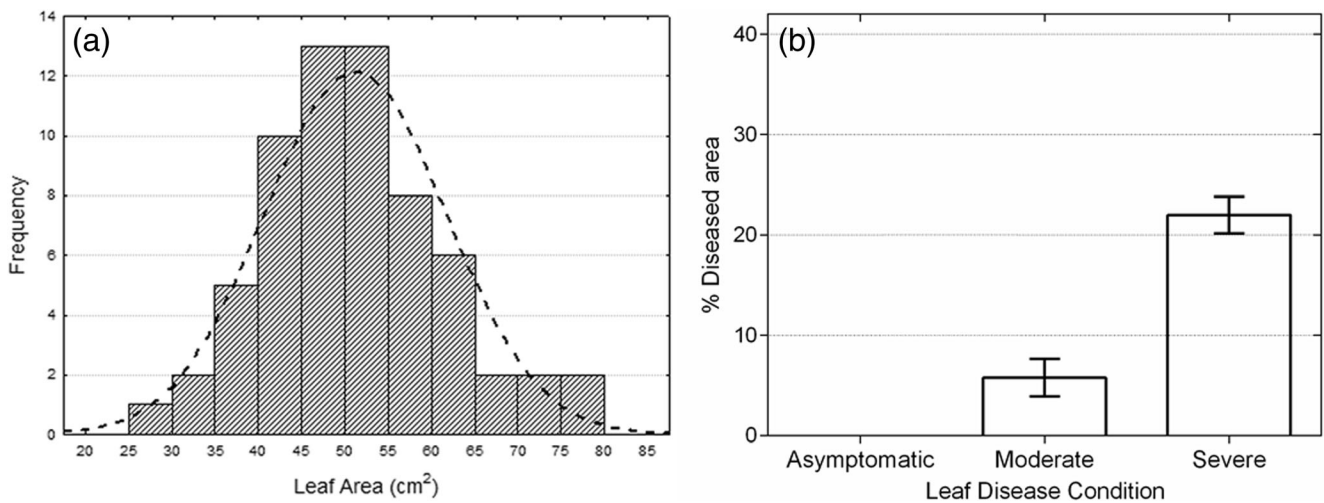 (a)
Frequency
14
12
10
8
6
4
2
0
20 25 30 35 40 45 50 55 60 65 70 75 80 85
Leaf Area (cm²)
(b)
% Diseased area
40
30
20
10
0
Asymptomatic Moderate Severe
Leaf Disease Condition